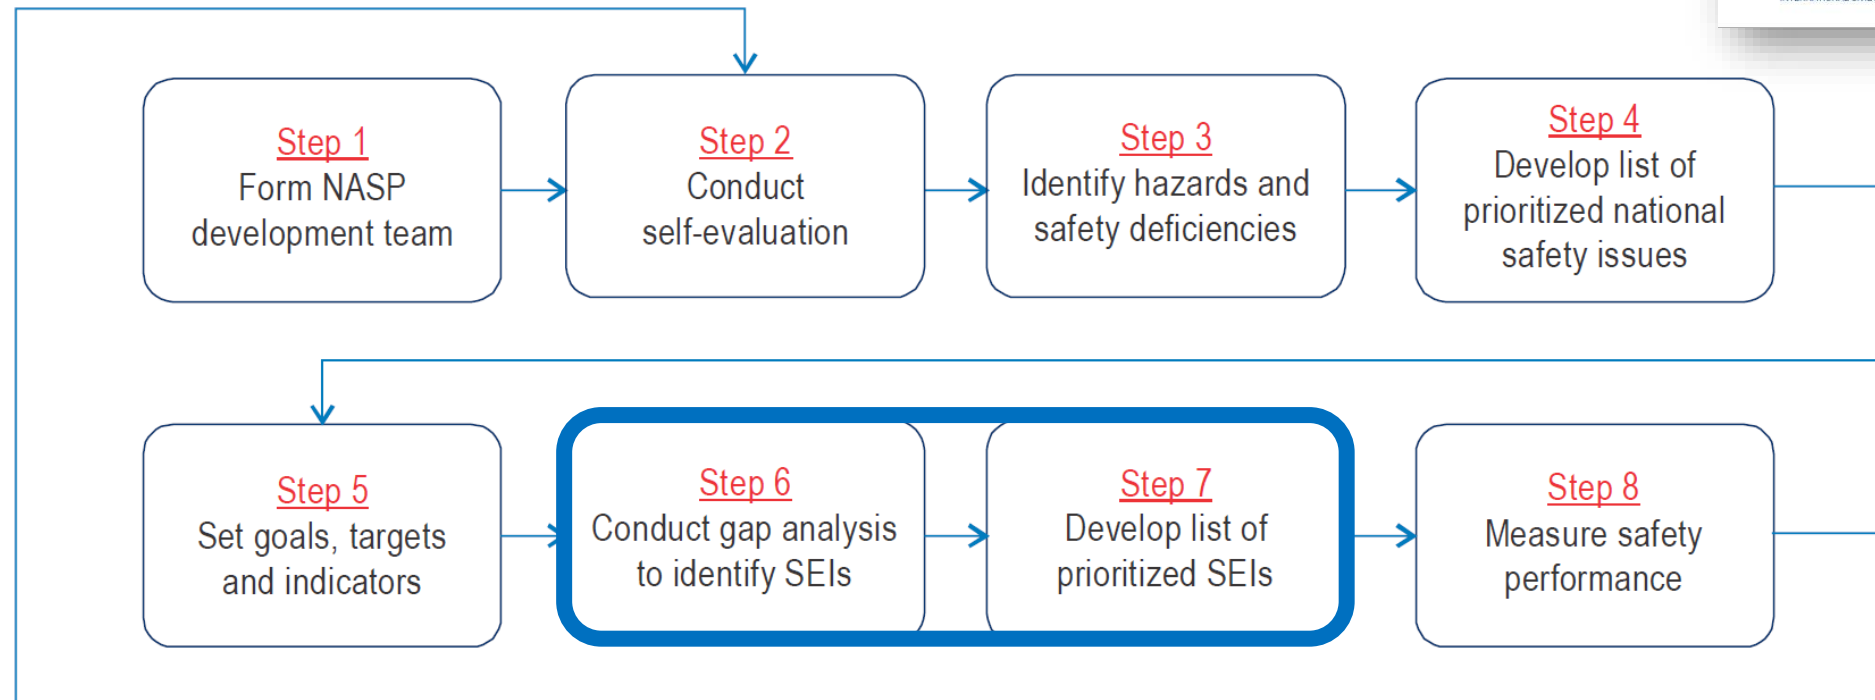 Step 1
Form NASP
development team
Step 2
Conduct
self-evaluation
Step 3
Identify hazards and
safety deficiencies
Step 4
Develop list of
prioritized national
safety issues
Step 5
Set goals, targets
and indicators
Step 6
Conduct gap analysis
to identify SEIs
Step 7
Develop list of
prioritized SEIs
Step 8
Measure safety
performance